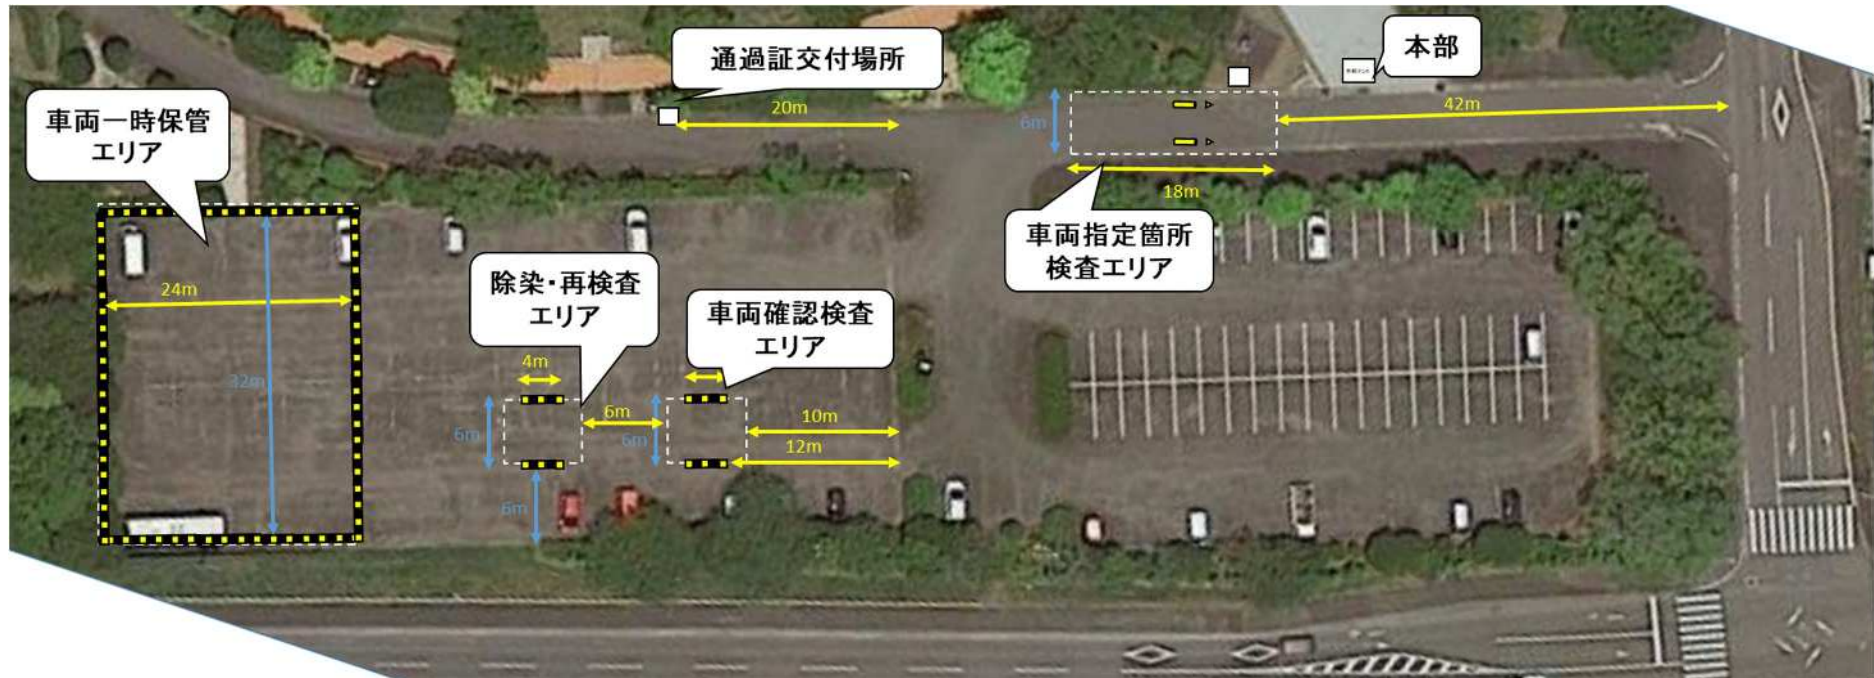 通過証交付場所
本部
車両一時保管
エリア
20m
6m
42m
18m
車両指定箇所
検査エリア
24m
32m
除染・再検査
エリア
車両確認検査
エリア
4m
6m
6m
6m
10m
12m
6m